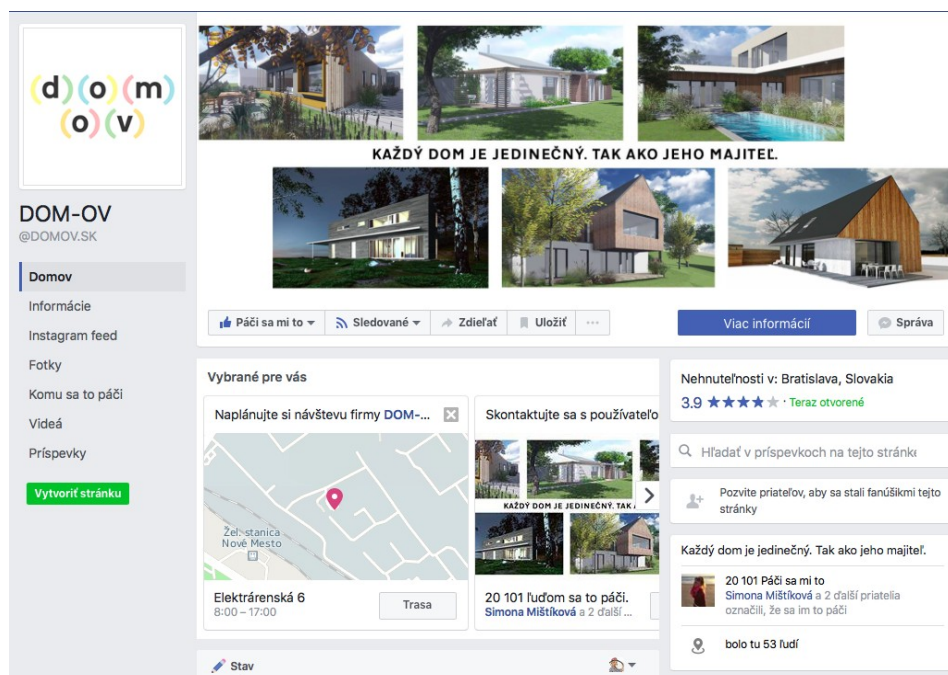 (d)(o)(m)
(o)(v)
KAŽDÝ DOM JE JEDINEČNÝ. TAK AKO JEHO MAJITEĽ.
DOM-OV
@DOMOV.SK
Domov
Informácie
Instagram feed
Fotky
Komu sa to páči
Videá
Príspevky
Vytvoriť stránku
Páči sa mi to
Sledované
Zdieľať
Uložiť
...
Viac informácií
Správa
Vybrané pre vás
Naplánujte si návštevu firmy DOM-...
Žel. stanica
Nové Mesto
Elektrárenská 6
8:00 – 17:00
Trasa
Skontaktujte sa s používateľo
KAŽDÝ DOM JE JEDINEČNÝ. TAK
20 101 ľuďom sa to páči.
Simona Mištíková a 2 ďalší ...
Stav
Nehnuteľnosti v: Bratislava, Slovakia
3.9 · Teraz otvorené
Hľadať v príspevkoch na tejto stránke
Pozvite priateľov, aby sa stali fanúšikmi tejto
stránky
Každý dom je jedinečný. Tak ako jeho majiteľ.
20 101 Páči sa mi to
Simona Mištíková a 2 ďalší priatelia
označili, že sa im to páči
bolo tu 53 ľudí